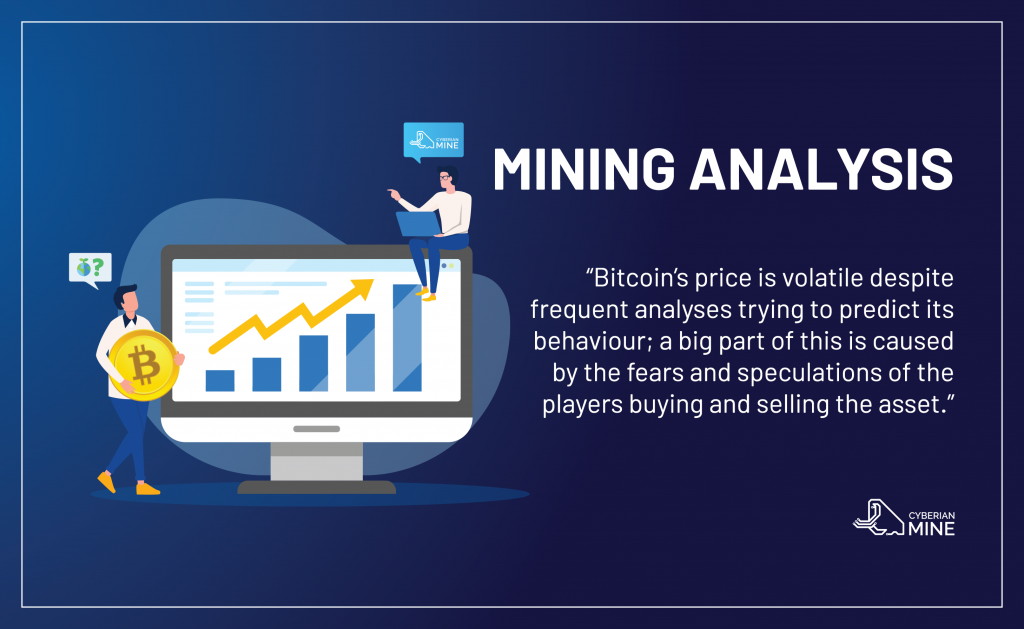 CYBERIAN
MINE
MINING ANALYSIS
?
“Bitcoin’s price is volatile despite
frequent analyses trying to predict its
behaviour; a big part of this is caused
by the fears and speculations of the
players buying and selling the asset.”
CYBERIAN
MINE